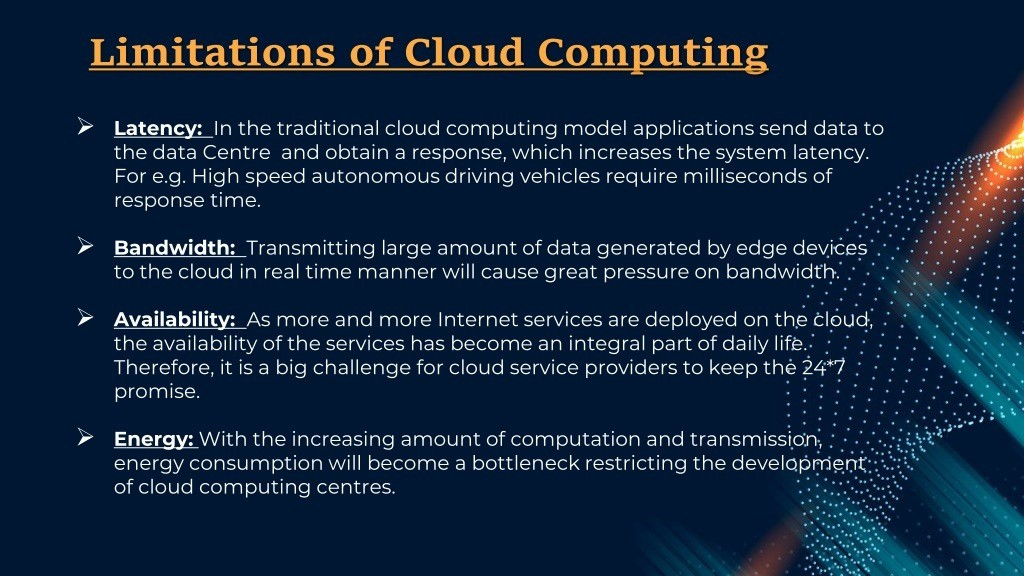 Limitations of Cloud Computing
Latency: In the traditional cloud computing model applications send data to
the data Centre and obtain a response, which increases the system latency.
For e.g. High speed autonomous driving vehicles require milliseconds of
response time.
Bandwidth: Transmitting large amount of data generated by edge devices
to the cloud in real time manner will cause great pressure on bandwidth.
Availability: As more and more Internet services are deployed on the cloud,
the availability of the services has become an integral part of daily life.
Therefore, it is a big challenge for cloud service providers to keep the 24*7
promise.
Energy: With the increasing amount of computation and transmission,
energy consumption will become a bottleneck restricting the development
of cloud computing centres.